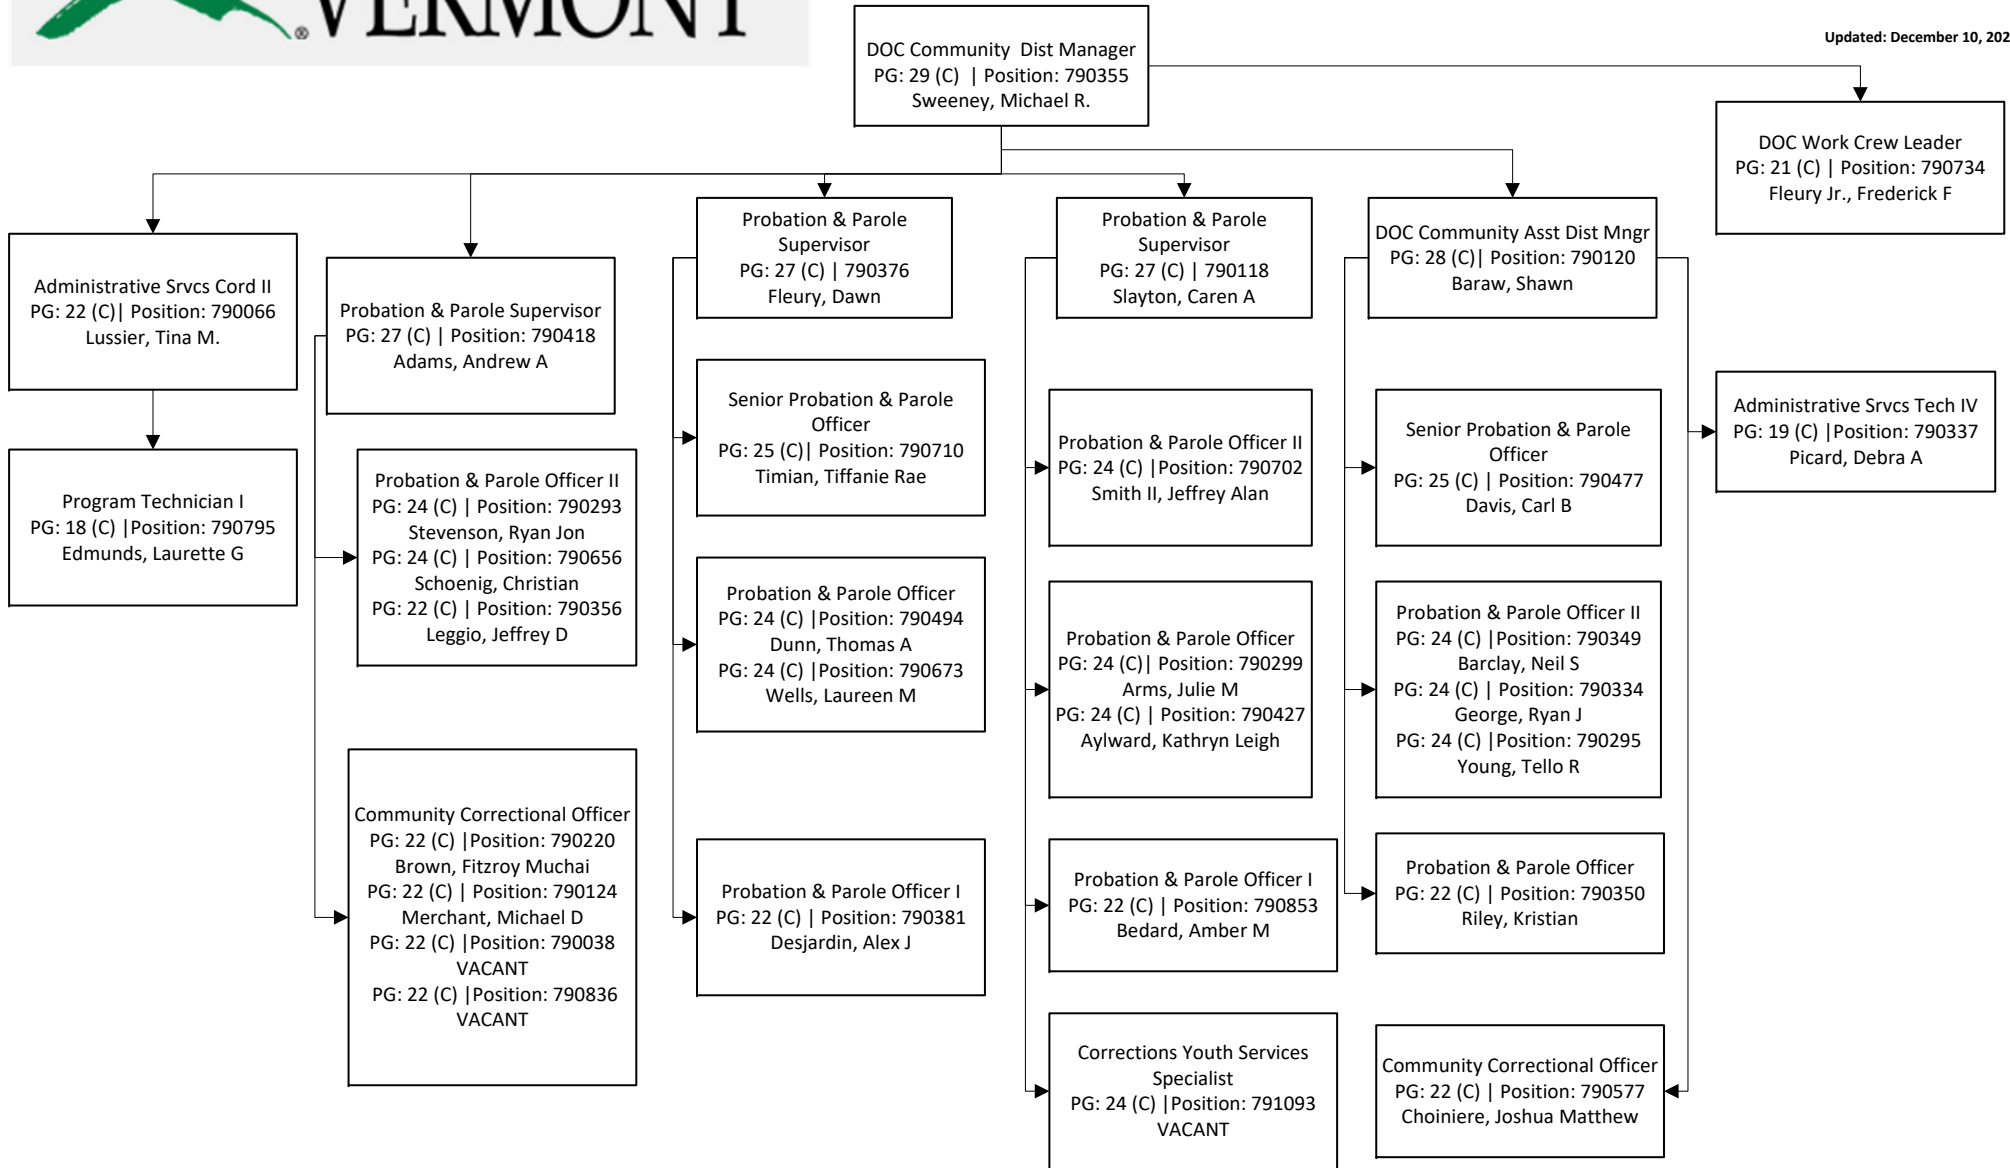 ®VERMONT
Updated: December 10, 202
DOC Community Dist Manager
PG: 29 (C) | Position: 790355
Sweeney, Michael R.
DOC Work Crew Leader
PG: 21 (C) | Position: 790734
Fleury Jr., Frederick F
Administrative Srvcs Cord II
PG: 22 (C)| Position: 790066
Lussier, Tina M.
Program Technician I
PG: 18 (C) |Position: 790795
Edmunds, Laurette G
Probation & Parole Supervisor
PG: 27 (C) | Position: 790418
Adams, Andrew A
Probation & Parole Officer II
PG: 24 (C) | Position: 790293
Stevenson, Ryan Jon
PG: 24 (C) | Position: 790656
Schoenig, Christian
PG: 22 (C) | Position: 790356
Leggio, Jeffrey D
Community Correctional Officer
PG: 22 (C) |Position: 790220
Brown, Fitzroy Muchai
PG: 22 (C) | Position: 790124
Merchant, Michael D
PG: 22 (C) |Position: 790038
VACANT
PG: 22 (C) |Position: 790836
VACANT
Probation & Parole
Supervisor
PG: 27 (C) | 790376
Fleury, Dawn
Senior Probation & Parole
Officer
PG: 25 (C)| Position: 790710
Timian, Tiffanie Rae
Probation & Parole Officer
PG: 24 (C) |Position: 790494
Dunn, Thomas A
PG: 24 (C) |Position: 790673
Wells, Laureen M
Probation & Parole Officer I
PG: 22 (C) | Position: 790381
Desjardin, Alex J
Probation & Parole
Supervisor
PG: 27 (C) | 790118
Slayton, Caren A
Probation & Parole Officer II
PG: 24 (C) |Position: 790702
Smith II, Jeffrey Alan
Probation & Parole Officer
PG: 24 (C)| Position: 790299
Arms, Julie M
PG: 24 (C) | Position: 790427
Aylward, Kathryn Leigh
Probation & Parole Officer I
PG: 22 (C) | Position: 790853
Bedard, Amber M
Corrections Youth Services
Specialist
PG: 24 (C) |Position: 791093
VACANT
DOC Community Asst Dist Mngr
PG: 28 (C)| Position: 790120
Baraw, Shawn
Senior Probation & Parole
Officer
PG: 25 (C) | Position: 790477
Davis, Carl B
Probation & Parole Officer II
PG: 24 (C) |Position: 790349
Barclay, Neil S
PG: 24 (C) | Position: 790334
George, Ryan J
PG: 24 (C) |Position: 790295
Young, Tello R
Probation & Parole Officer
PG: 22 (C) | Position: 790350
Riley, Kristian
Community Correctional Officer
PG: 22 (C) | Position: 790577
Choiniere, Joshua Matthew
Administrative Srvcs Tech IV
PG: 19 (C) |Position: 790337
Picard, Debra A